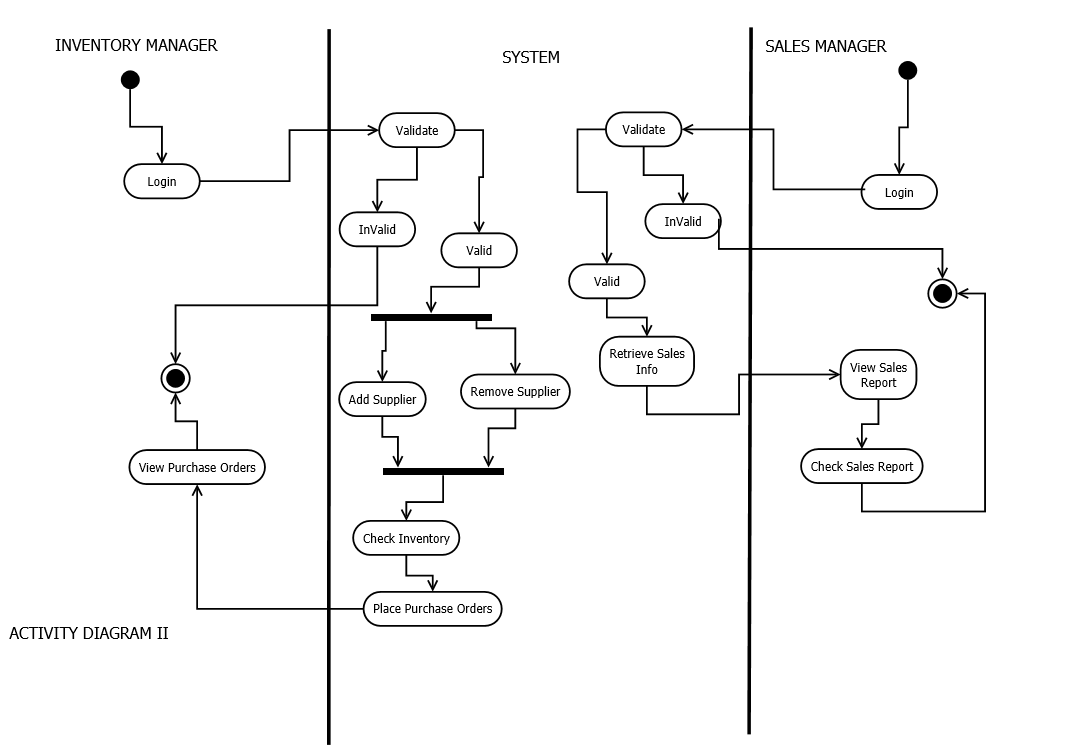 INVENTORY MANAGER
SYSTEM
SALES MANAGER
Validate
Validate
Login
Login
InValid
InValid
Valid
Valid
Retrieve Sales
Info
View Sales
Report
Add Supplier
Remove Supplier
View Purchase Orders
Check Sales Report
Check Inventory
Place Purchase Orders
ACTIVITY DIAGRAM II